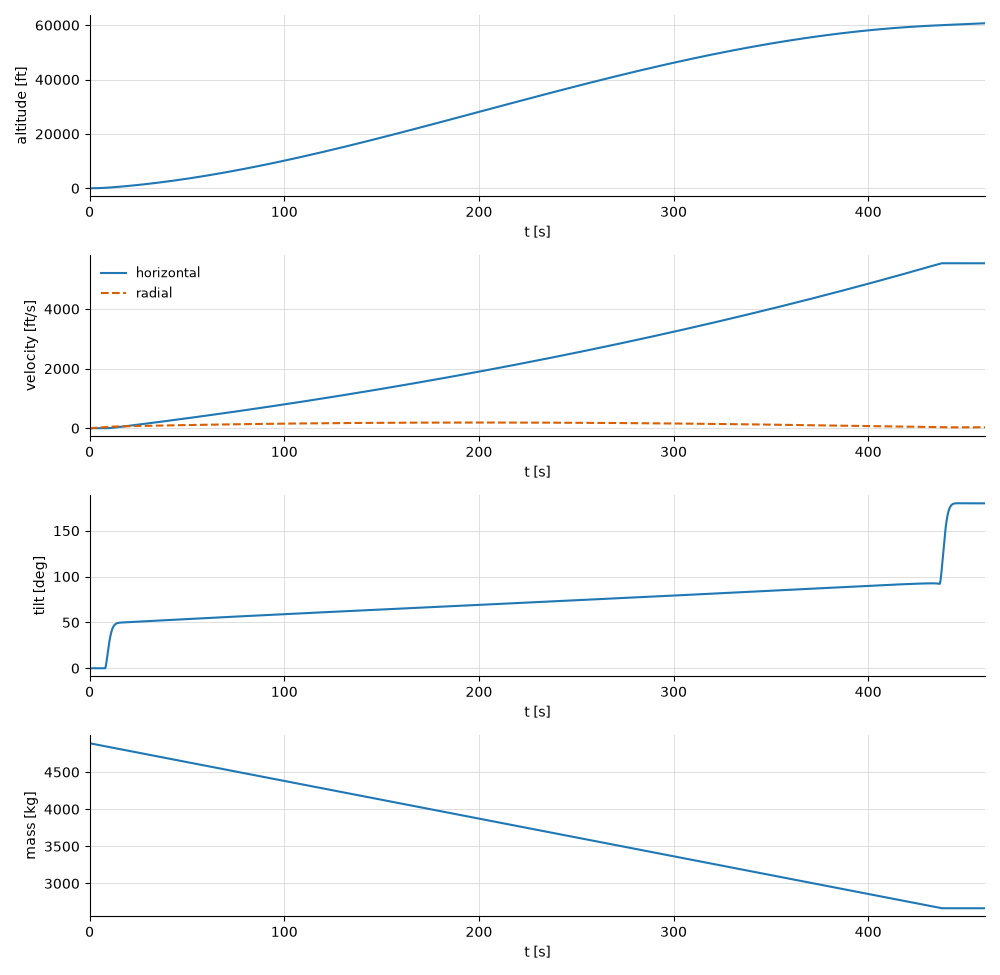 altitude [ft]
60000
40000
20000
0
0 100 200 300 400
t [s]
velocity [ft/s]
horizontal
radial
4000
2000
0
0 100 200 300 400
t [s]
tilt [deg]
150
100
50
0
0 100 200 300 400
t [s]
mass [kg]
4500
4000
3500
3000
0 100 200 300 400
t [s]